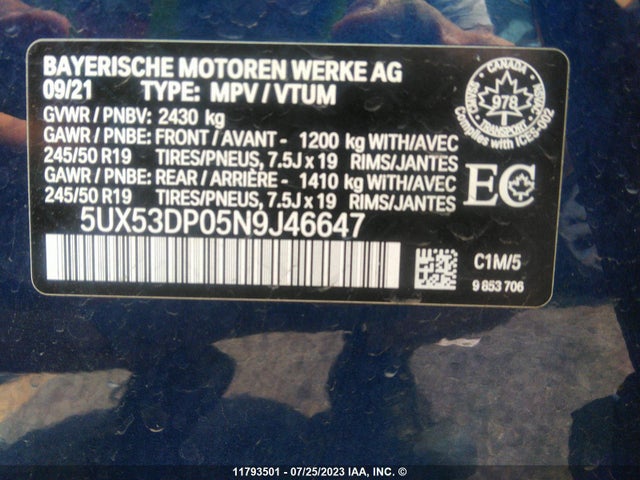 BAYERISCHE MOTOREN WERKE AG
09/21 TYPE: MPV / VTUM
GVWR / PNBV: 2430 kg
GAWR / PNBE: FRONT / AVANT - 1200 kg WITH/AVEC
245/50 R19 TIRES/PNEUS, 7.5J x 19 RIMS/JANTES
GAWR / PNBE: REAR / ARRIÈRE - 1410 kg WITH/AVEC
245/50 R19 TIRES/PNEUS, 7.5J x 19 RIMS/JANTES
5UX53DP05N9J46647
CANADA
978
TRANSPORT
Complies with ICES-002
EC
C1M/5
9 853 706
11793501 - 07/25/2023 IAA, INC. ©